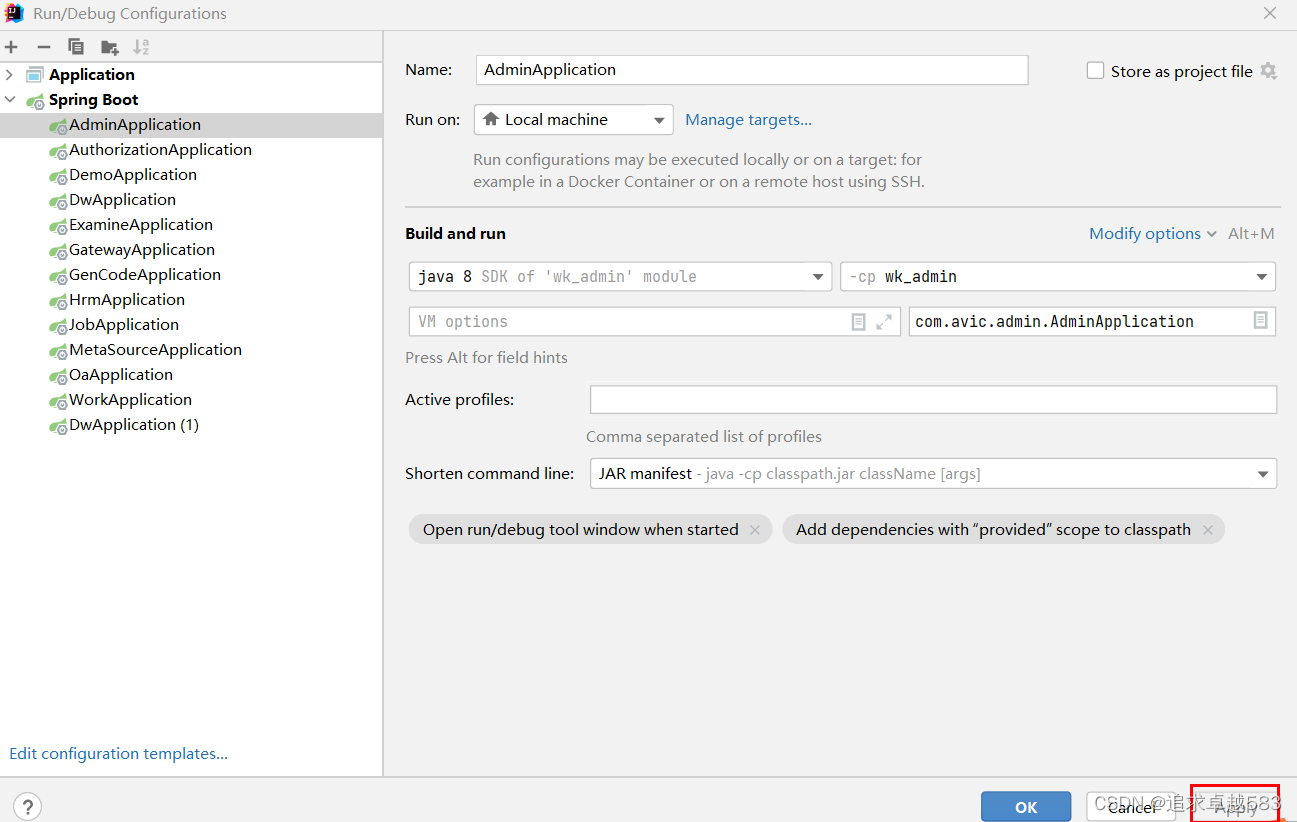 Run/Debug Configurations
Application
Spring Boot
AdminApplication
AuthorizationApplication
DemoApplication
DwApplication
ExamineApplication
GatewayApplication
GenCodeApplication
HrmApplication
JobApplication
MetaSourceApplication
OaApplication
WorkApplication
DwApplication (1)
Edit configuration templates...
Name: AdminApplication Store as project file
Run on: Local machine Manage targets...
Run configurations may be executed locally or on a target: for
example in a Docker Container or on a remote host using SSH.
Build and run Modify options Alt+M
java 8 SDK of 'wk_admin' module -cp wk_admin
VM options com.avic.admin.AdminApplication
Press Alt for field hints
Active profiles:
Comma separated list of profiles
Shorten command line: JAR manifest - java -cp classpath.jar className [args]
Open run/debug tool window when started Add dependencies with “provided” scope to classpath
? OK Cancel Apply
CSDN @追求卓越583